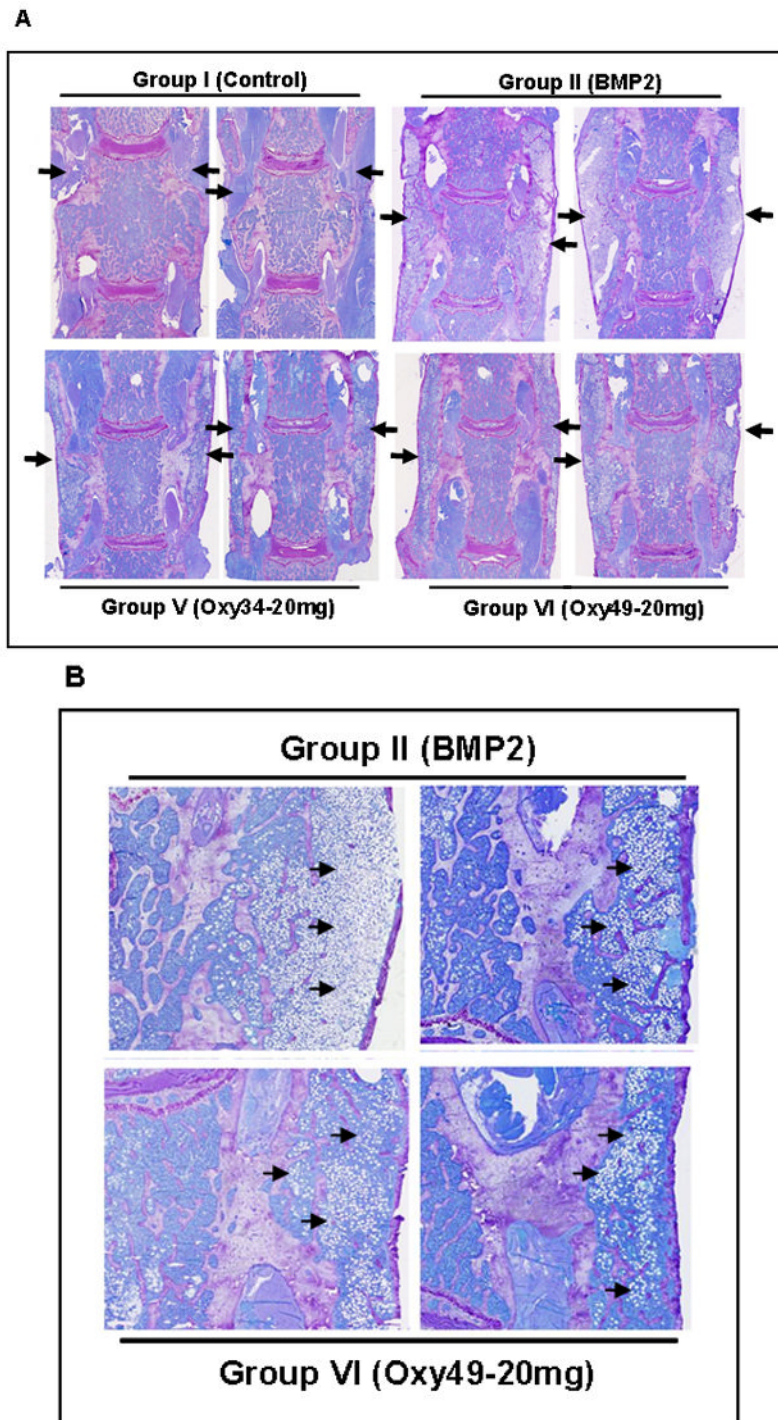 A
Group I (Control)
Group II (BMP2)
Group V (Oxy34-20mg)
Group VI (Oxy49-20mg)
B
Group II (BMP2)
Group VI (Oxy49-20mg)